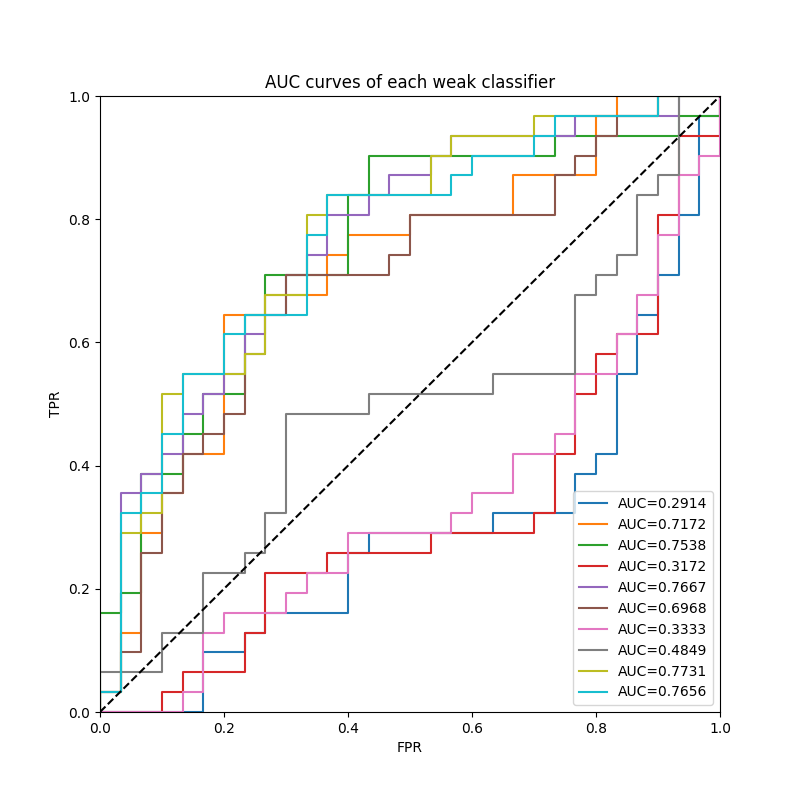 AUC curves of each weak classifier
1.0
0.8
0.6
0.4
0.2
0.0
TPR
0.0 0.2 0.4 0.6 0.8 1.0
FPR
AUC=0.2914
AUC=0.7172
AUC=0.7538
AUC=0.3172
AUC=0.7667
AUC=0.6968
AUC=0.3333
AUC=0.4849
AUC=0.7731
AUC=0.7656